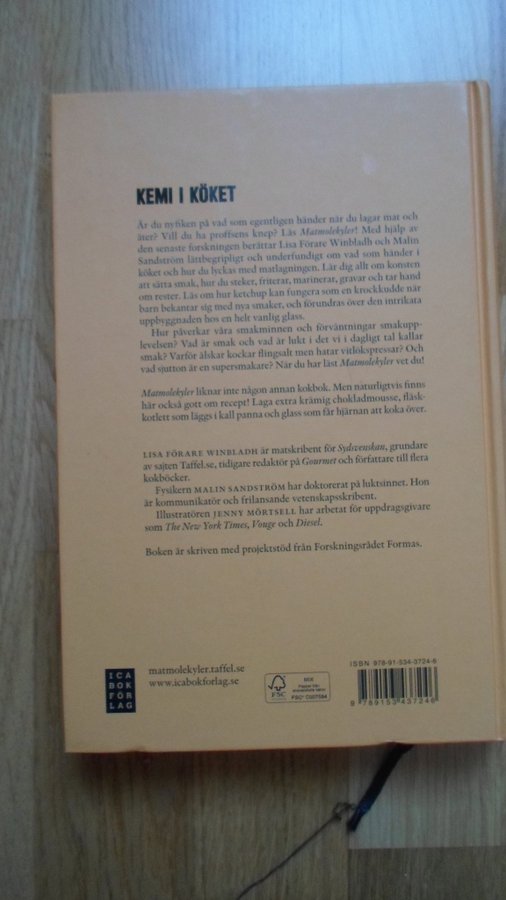 KEMI I KÖKET
Är du nyfiken på vad som egentligen händer när du lagar mat och
äter? Vill du ha proffsens knep? Läs Matmolekyler! Med hjälp av
den senaste forskningen berättar Lisa Förare Winbladh och Malin
Sandström lättbegripligt och underfundigt om vad som händer i
köket och hur du lyckas med matlagningen. Lär dig allt om konsten
att sätta smak, hur du steker, friterar, marinerar, gravar och tar hand
om rester. Läs om hur ketchup kan fungera som en krockkudde när
barn bekantar sig med nya smaker, och förundras över den intrikata
uppbyggnaden hos en helt vanlig glass.
Hur påverkar våra smakminnen och förväntningar smakupp-
levelsen? Vad är smak och vad är lukt i det vi i dagligt tal kallar
smak? Varför älskar kockar flingsalt men hatar vitlökspressar? Och
vad sjutton är en supersmakare? När du har läst Matmolekyler vet du!
Matmolekyler liknar inte någon annan kokbok. Men naturligtvis finns
här också gott om recept! Laga extra krämig chokladmousse, fläsk-
kotlett som läggs i kall panna och glass som får hjärnan att koka över.
LISA FÖRARE WINBLADH är matskribent för Sydsvenskan, grundare
av sajten Taffel.se, tidigare redaktör på Gourmet och författare till flera
kokböcker.
Fysikern MALIN SANDSTRÖM har doktorerat på luktsinnet. Hon
är kommunikatör och frilansande vetenskapsskribent.
Illustratören JENNY MÖRTSELL har arbetat för uppdragsgivare
som The New York Times, Vouge och Diesel.
Boken är skriven med projektstöd från Forskningsrådet Formas.
ICA
BOK
FÖR
LAG
matmolekyler.taffel.se
www.icabokforlag.se
FSC
MIX
Papper från
ansvarsfulla källor
FSC® C007584
ISBN 978-91-534-3724-6
9 789153 437246